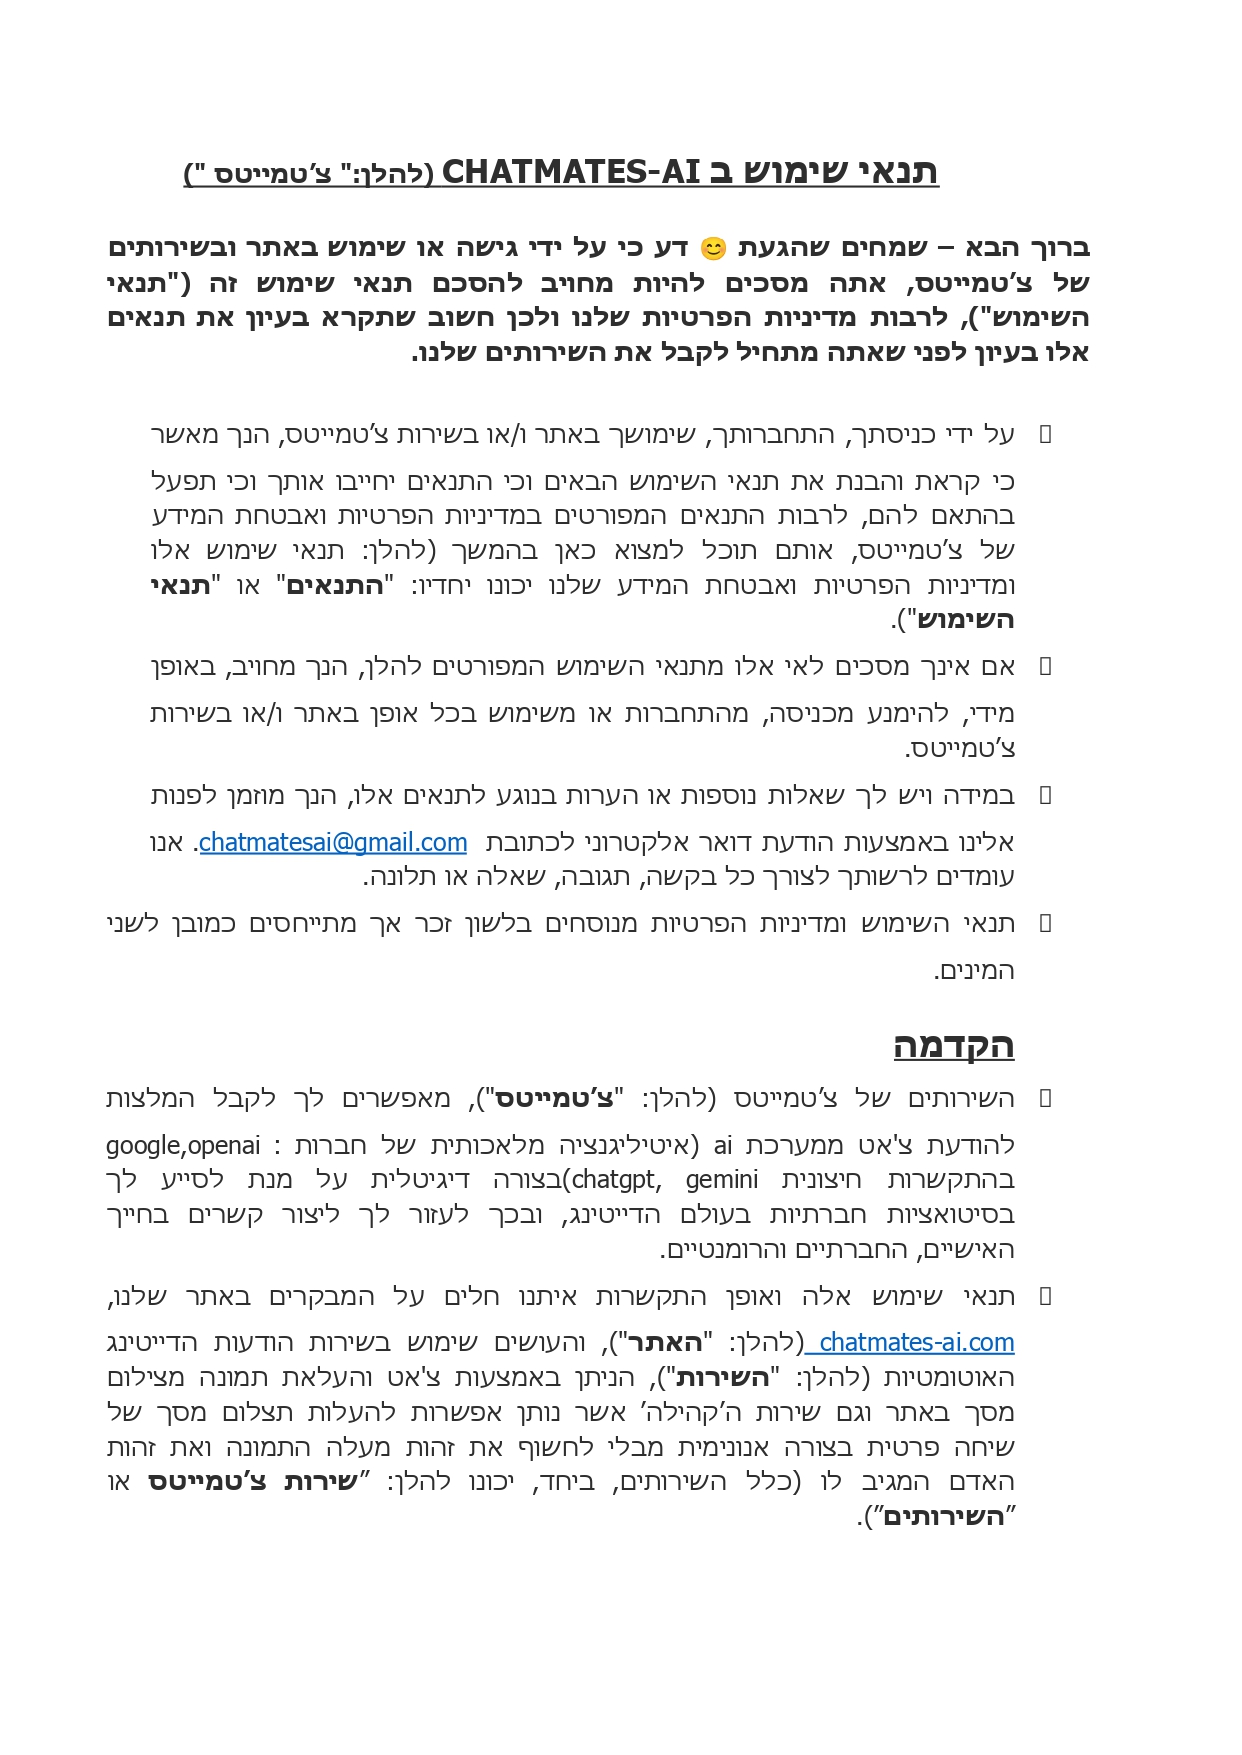 תנאי שימוש ב CHATMATES-AI (להלן:" צ'טמייטס ")
ברוך הבא – שמחים שהגעת 😊 דע כי על ידי גישה או שימוש באתר ובשירותים
של צ'טמייטס, אתה מסכים להיות מחויב להסכם תנאי שימוש זה ("תנאי
השימוש"), לרבות מדיניות הפרטיות שלנו ולכן חשוב שתקרא בעיון את תנאים
אלו בעיון לפני שאתה מתחיל לקבל את השירותים שלנו.
על ידי כניסתך, התחברותך, שימושך באתר ו/או בשירות צ'טמייטס, הנך מאשר
כי קראת והבנת את תנאי השימוש הבאים וכי התנאים יחייבו אותך וכי תפעל
בהתאם להם, לרבות התנאים המפורטים במדיניות הפרטיות ואבטחת המידע
של צ'טמייטס, אותם תוכל למצוא כאן בהמשך (להלן: תנאי שימוש אלו
ומדיניות הפרטיות ואבטחת המידע שלנו יכונו יחדיו: "התנאים" או "תנאי
השימוש").
אם אינך מסכים לאי אלו מתנאי השימוש המפורטים להלן, הנך מחויב, באופן
מידי, להימנע מכניסה, מהתחברות או משימוש בכל אופן באתר ו/או בשירות
צ'טמייטס.
במידה ויש לך שאלות נוספות או הערות בנוגע לתנאים אלו, הנך מוזמן לפנות
אלינו באמצעות הודעת דואר אלקטרוני לכתובת chatmatesai@gmail.com. אנו
עומדים לרשותך לצורך כל בקשה, תגובה, שאלה או תלונה.
תנאי השימוש ומדיניות הפרטיות מנוסחים בלשון זכר אך מתייחסים כמובן לשני
המינים.
הקדמה
השירותים של צ'טמייטס (להלן: "צ'טמייטס"), מאפשרים לך לקבל המלצות
להודעת צ'אט ממערכת ai (איטיליגנציה מלאכותית של חברות : google,openai
בהתקשרות חיצונית chatgpt, gemini)בצורה דיגיטלית על מנת לסייע לך
בסיטואציות חברתיות בעולם הדייטינג, ובכך לעזור לך ליצור קשרים בחייך
האישיים, החברתיים והרומנטיים.
תנאי שימוש אלה ואופן התקשרות איתנו חלים על המבקרים באתר שלנו,
chatmates-ai.com (להלן: "האתר"), והעושים שימוש בשירות הודעות הדייטינג
האוטומטיות (להלן: "השירות"), הניתן באמצעות צ'אט והעלאת תמונה מצילום
מסך באתר וגם שירות ה'קהילה' אשר נותן אפשרות להעלות תצלום מסך של
שיחה פרטית בצורה אנונימית מבלי לחשוף את זהות מעלה התמונה ואת זהות
האדם המגיב לו (כלל השירותים, ביחד, יכונו להלן: ״שירות צ'טמייטס או
״השירותים״).